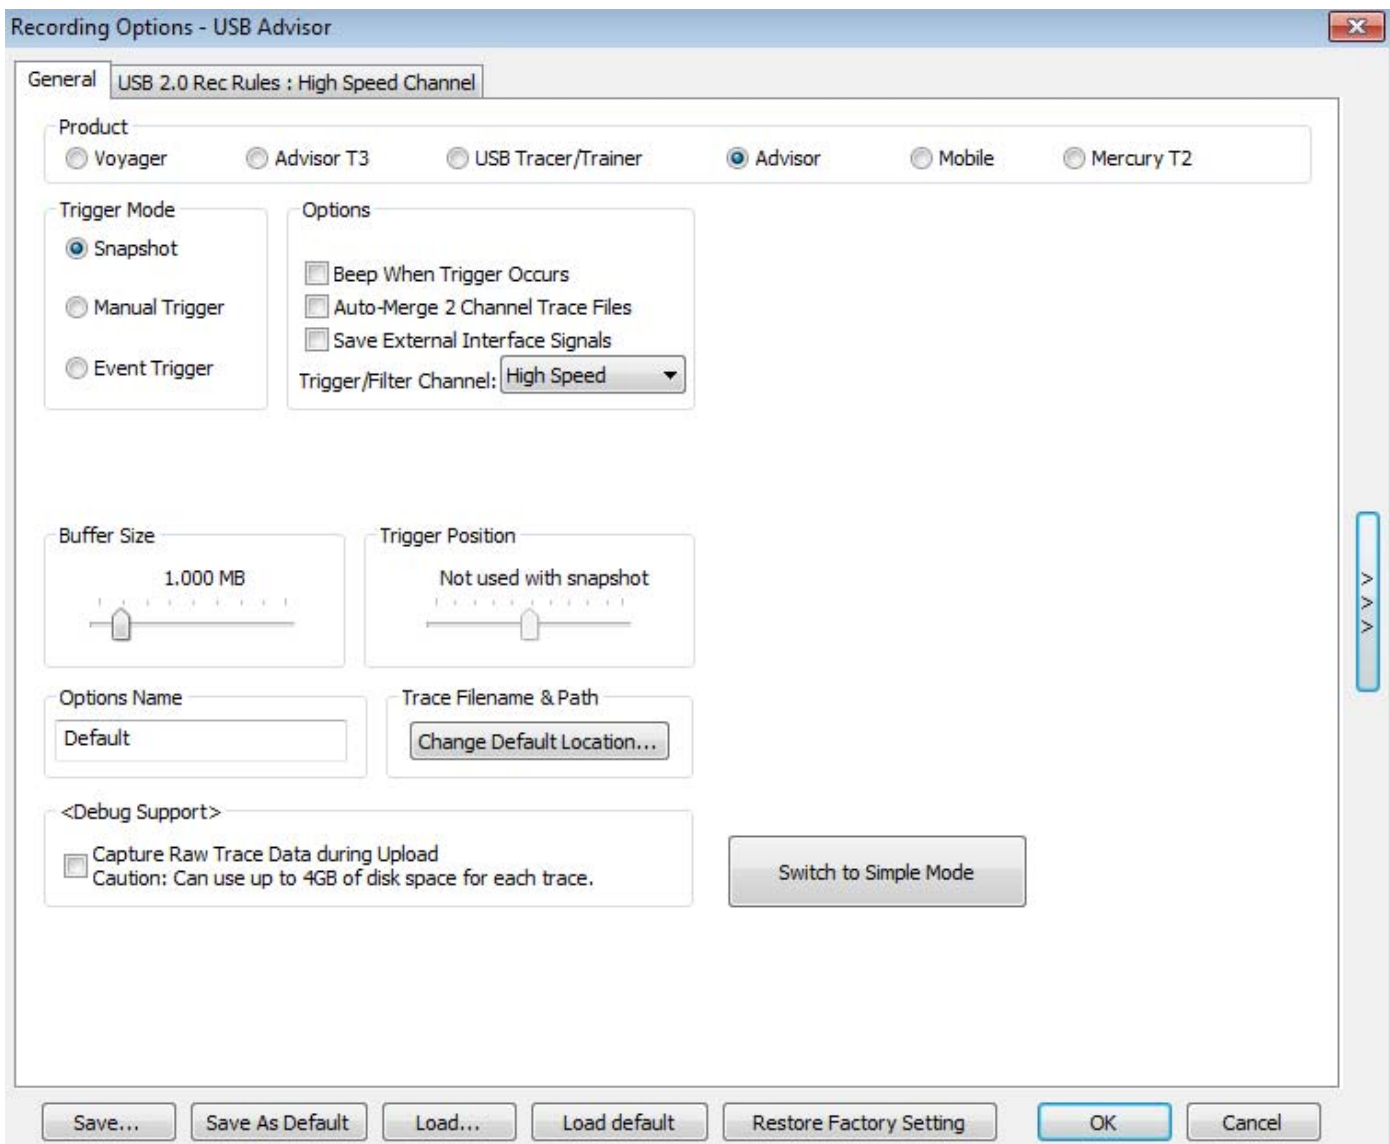 Recording Options - USB Advisor
General
USB 2.0 Rec Rules : High Speed Channel
Product
Voyager
Advisor T3
USB Tracer/Trainer
Advisor
Mobile
Mercury T2
Trigger Mode
Snapshot
Manual Trigger
Event Trigger
Options
Beep When Trigger Occurs
Auto-Merge 2 Channel Trace Files
Save External Interface Signals
Trigger/Filter Channel: High Speed
Buffer Size
1.000 MB
Trigger Position
Not used with snapshot
>
>
>
Options Name
Default
Trace Filename & Path
Change Default Location...
<Debug Support>
Capture Raw Trace Data during Upload
Caution: Can use up to 4GB of disk space for each trace.
Switch to Simple Mode
Save...
Save As Default
Load...
Load default
Restore Factory Setting
OK
Cancel